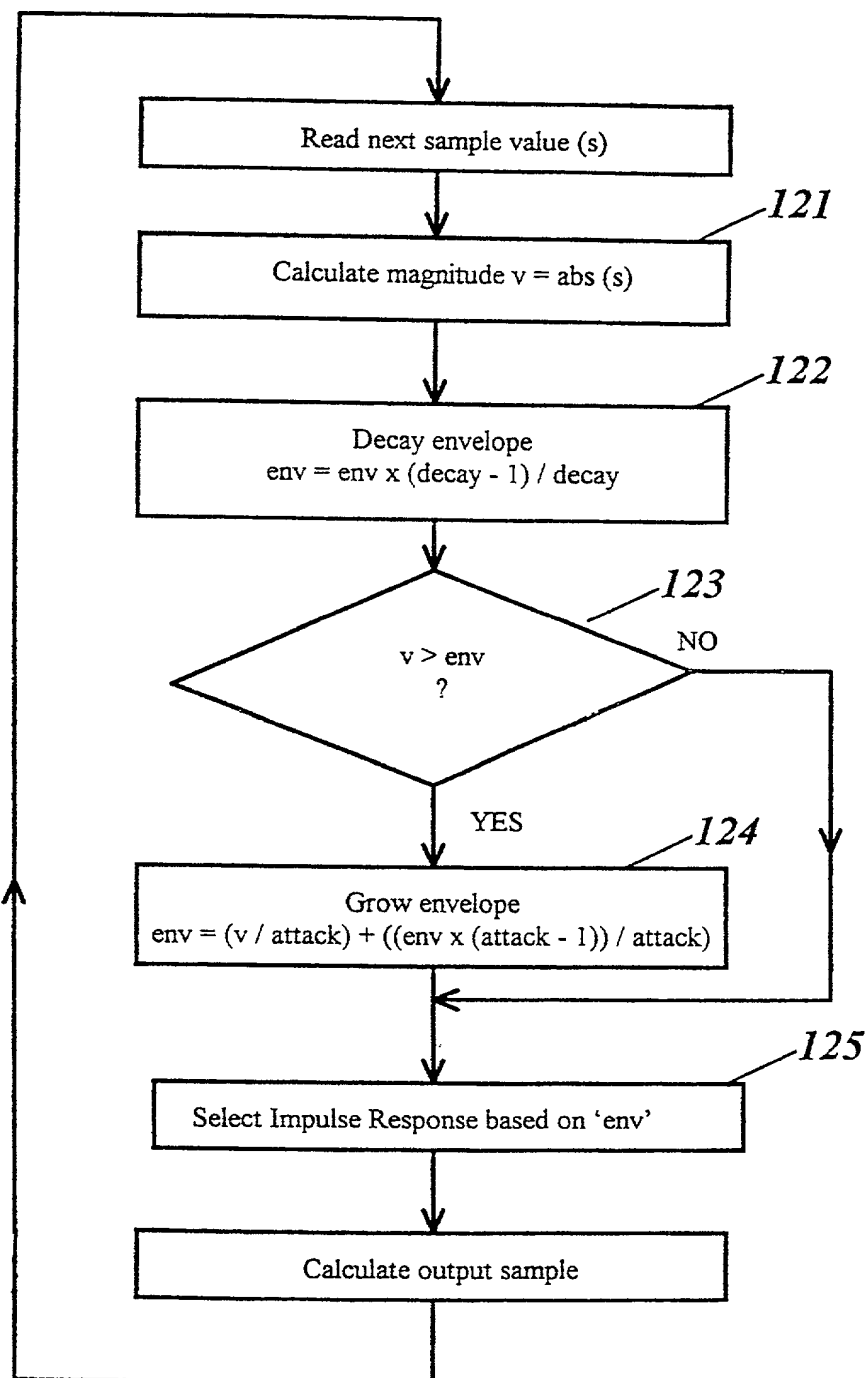 Read next sample value (s)
121
Calculate magnitude v = abs (s)
122
Decay envelope
env = env x (decay - 1) / decay
123
NO
v > env
?
YES
124
Grow envelope
env = (v / attack) + ((env x (attack - 1)) / attack)
125
Select Impulse Response based on ‘env’
Calculate output sample